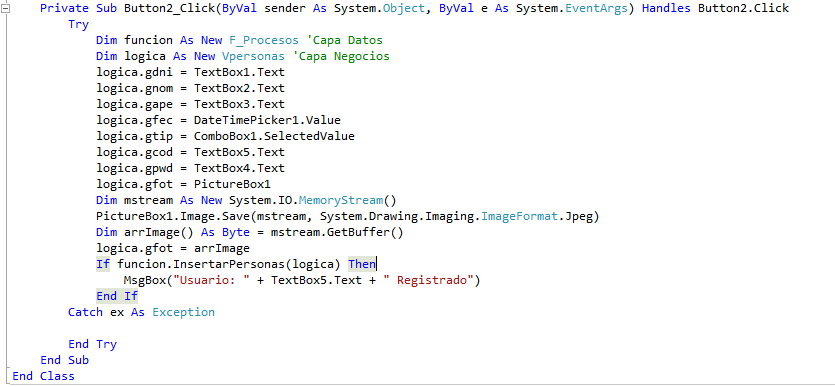 Private Sub Button2_Click(ByVal sender As System.Object, ByVal e As System.EventArgs) Handles Button2.Click
Try
Dim funcion As New F_Procesos 'Capa Datos
Dim logica As New Vpersonas 'Capa Negocios
logica.gdni = TextBox1.Text
logica.gnom = TextBox2.Text
logica.gape = TextBox3.Text
logica.gfec = DateTimePicker1.Value
logica.gtip = ComboBox1.SelectedValue
logica.gcod = TextBox5.Text
logica.gpwd = TextBox4.Text
logica.gfot = PictureBox1
Dim mstream As New System.IO.MemoryStream()
PictureBox1.Image.Save(mstream, System.Drawing.Imaging.ImageFormat.Jpeg)
Dim arrImage() As Byte = mstream.GetBuffer()
logica.gfot = arrImage
If funcion.InsertarPersonas(logica) Then
MsgBox("Usuario: " + TextBox5.Text + " Registrado")
End If
Catch ex As Exception
End Try
End Sub
End Class